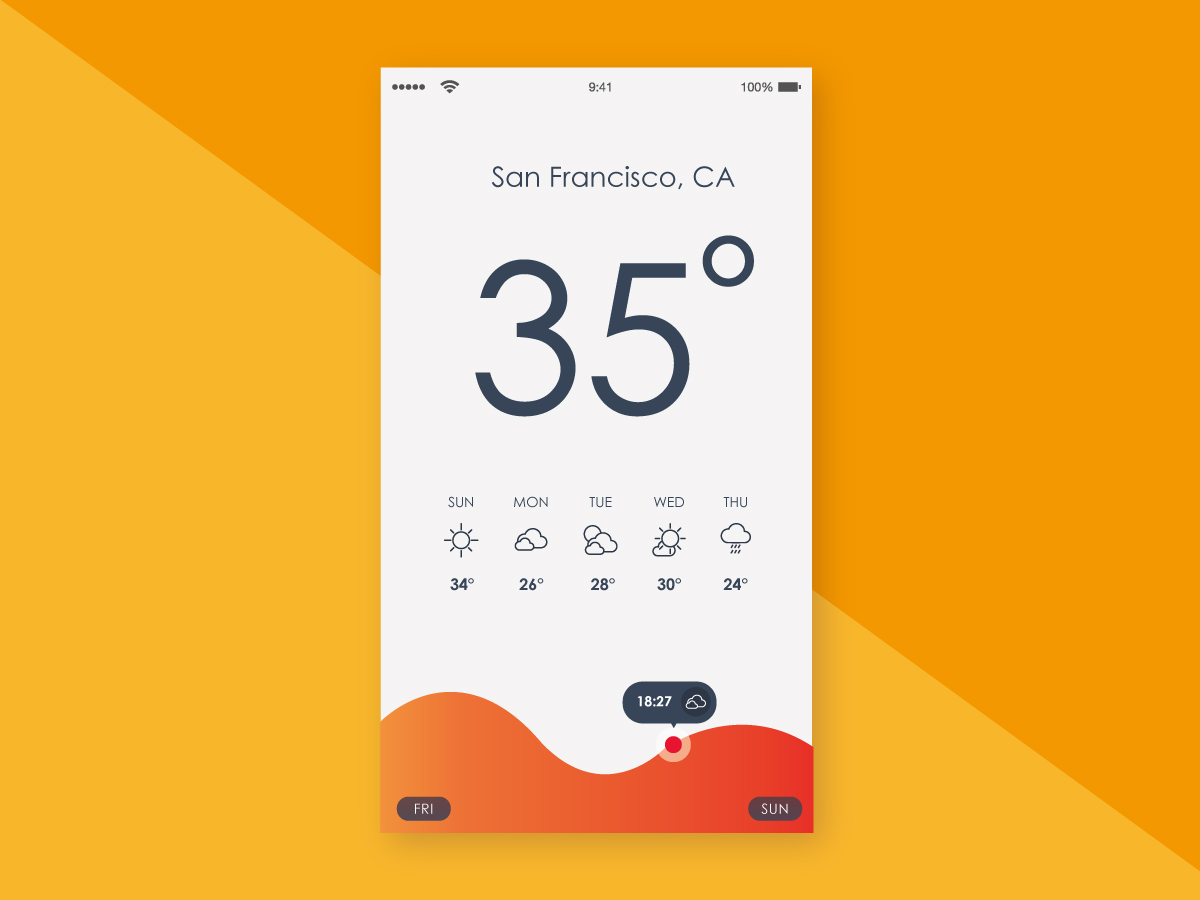 9:41 100%
San Francisco, CA
35°
SUN MON TUE WED THU
34° 26° 28° 30° 24°
18:27
FRI SUN